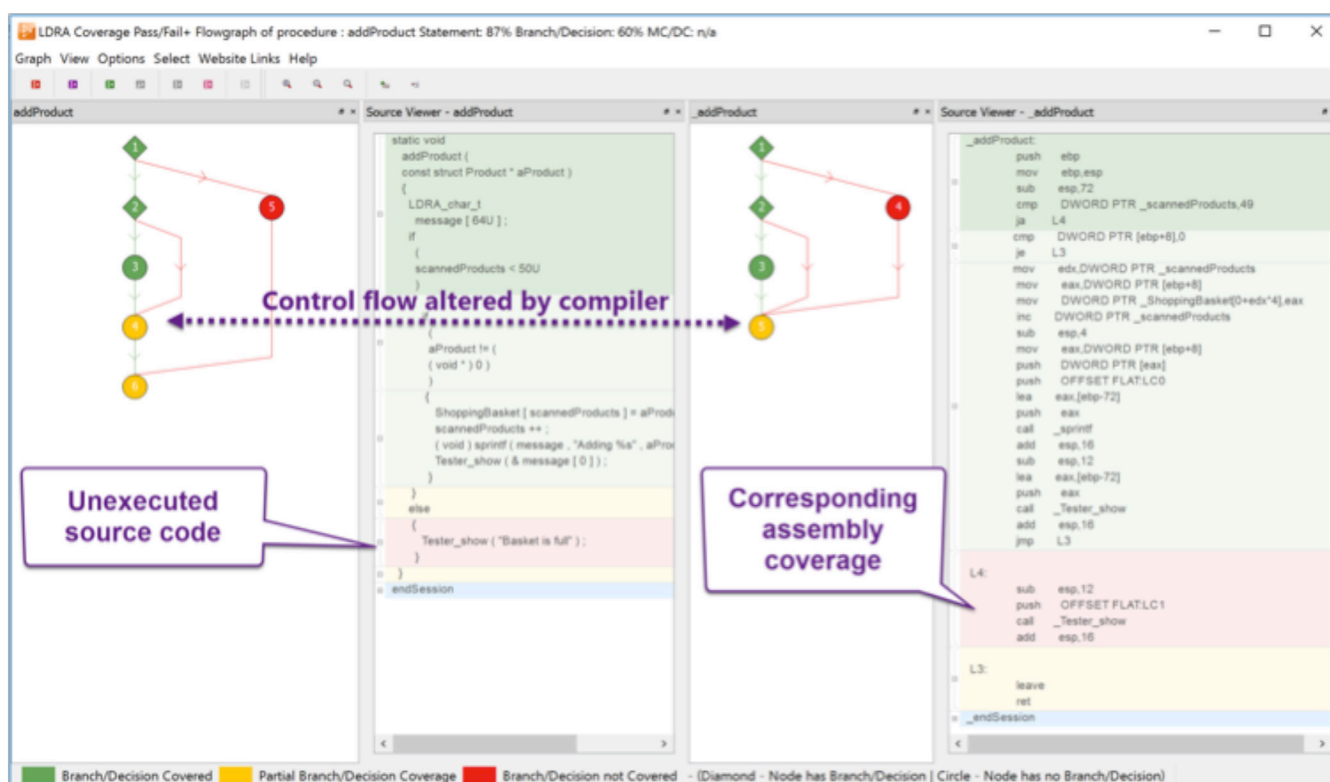 LDRA Coverage Pass/Fail+ Flowgraph of procedure : addProduct Statement: 87% Branch/Decision: 60% MC/DC: n/a
Graph View Options Select Website Links Help
addProduct
1
2
5
3
4
6
Source Viewer - addProduct
static void
addProduct (
const struct Product * aProduct )
{
LDRA_char_t
message [ 64U ] ;
if
(
scannedProducts < 50U
)
Control flow altered by compiler
(
aProduct != (
( void * ) 0 )
)
{
ShoppingBasket [ scannedProducts ] = aProdu
scannedProducts ++ ;
( void ) sprintf ( message , "Adding %s" , aPro
Tester_show ( & message [ 0 ] ) ;
}
}
else
{
Tester_show ( "Basket is full" ) ;
}
}
endSession
Unexecuted
source code
_addProduct
1
2
4
3
5
Source Viewer - _addProduct
_addProduct:
push ebp
mov ebp,esp
sub esp,72
cmp DWORD PTR _scannedProducts,49
ja L4
cmp DWORD PTR [ebp+8],0
je L3
mov edx,DWORD PTR _scannedProducts
mov eax,DWORD PTR [ebp+8]
mov DWORD PTR _ShoppingBasket[0+edx*4],eax
inc DWORD PTR _scannedProducts
sub esp,4
mov eax,DWORD PTR [ebp+8]
push DWORD PTR [eax]
push OFFSET FLAT:LC0
lea eax,[ebp-72]
push eax
call _sprintf
add esp,16
sub esp,12
lea eax,[ebp-72]
push eax
call _Tester_show
add esp,16
jmp L3
L4:
sub esp,12
push OFFSET FLAT:LC1
call _Tester_show
add esp,16
L3:
leave
ret
_endSession
Corresponding
assembly
coverage
Branch/Decision Covered Partial Branch/Decision Coverage Branch/Decision not Covered - (Diamond - Node has Branch/Decision | Circle - Node has no Branch/Decision)